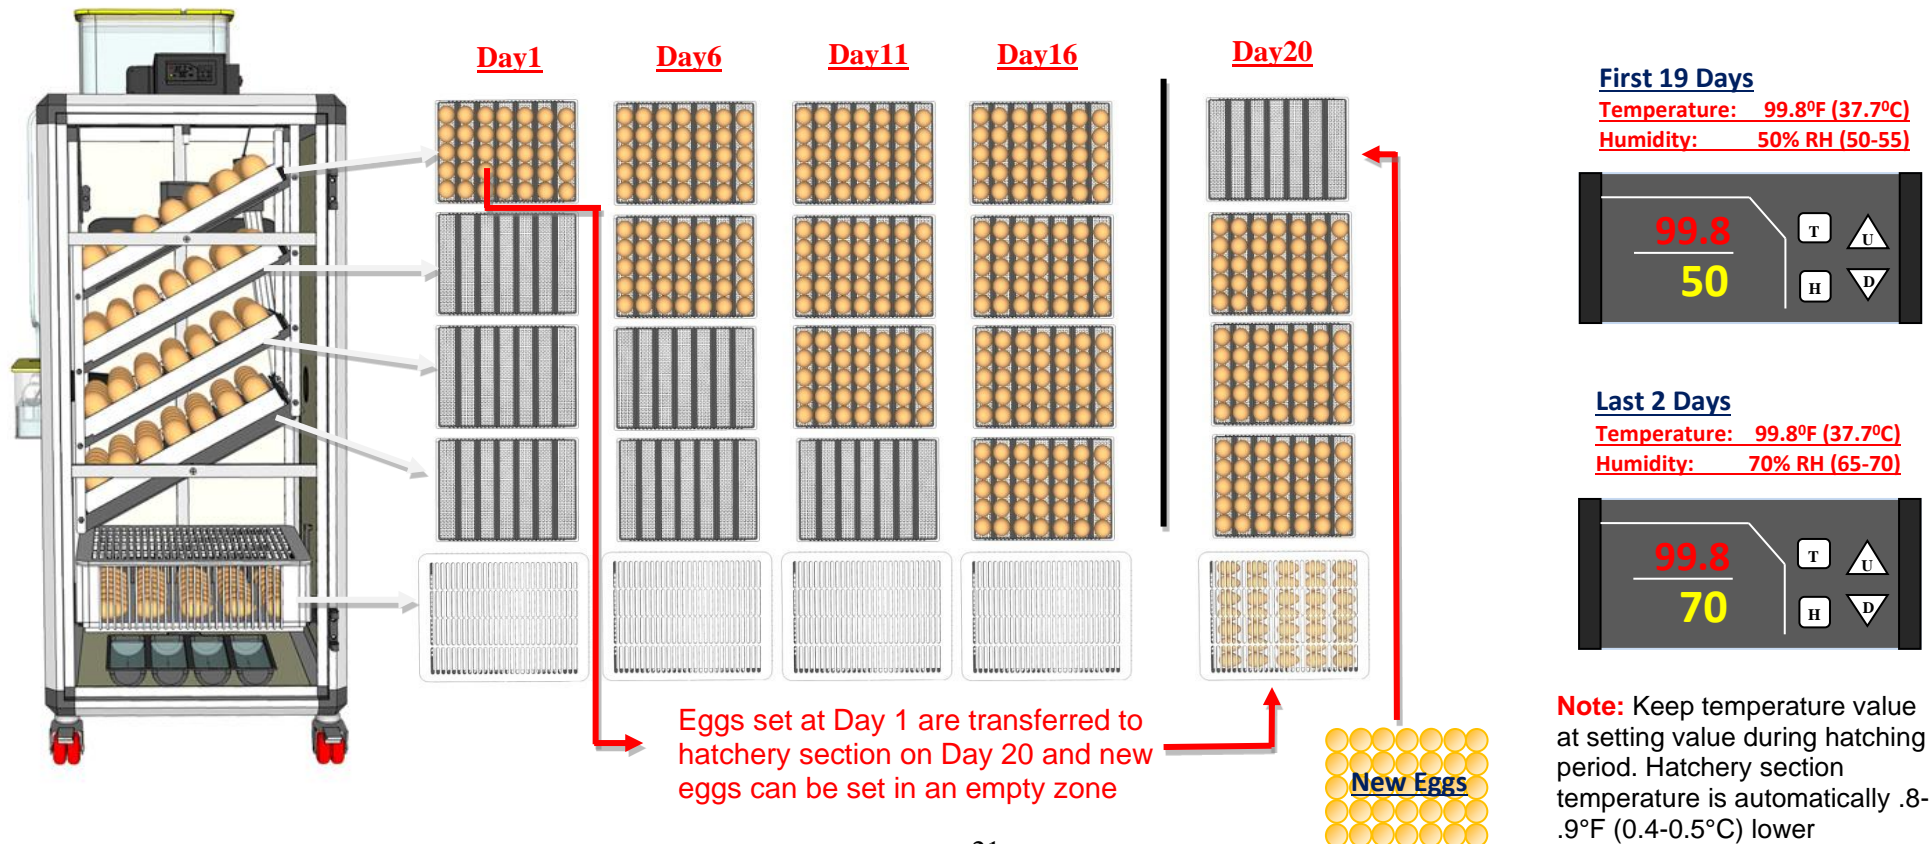 Day1
Day6
Day11
Day16
Day20
First 19 Days
Temperature: 99.8⁰F (37.7⁰C)
Humidity: 50% RH (50-55)
99.8
50
T
U
H
D
Last 2 Days
Temperature: 99.8⁰F (37.7⁰C)
Humidity: 70% RH (65-70)
99.8
70
T
U
H
D
Eggs set at Day 1 are transferred to
hatchery section on Day 20 and new
eggs can be set in an empty zone
New Eggs
Note: Keep temperature value
at setting value during hatching
period. Hatchery section
temperature is automatically .8-
.9°F (0.4-0.5°C) lower